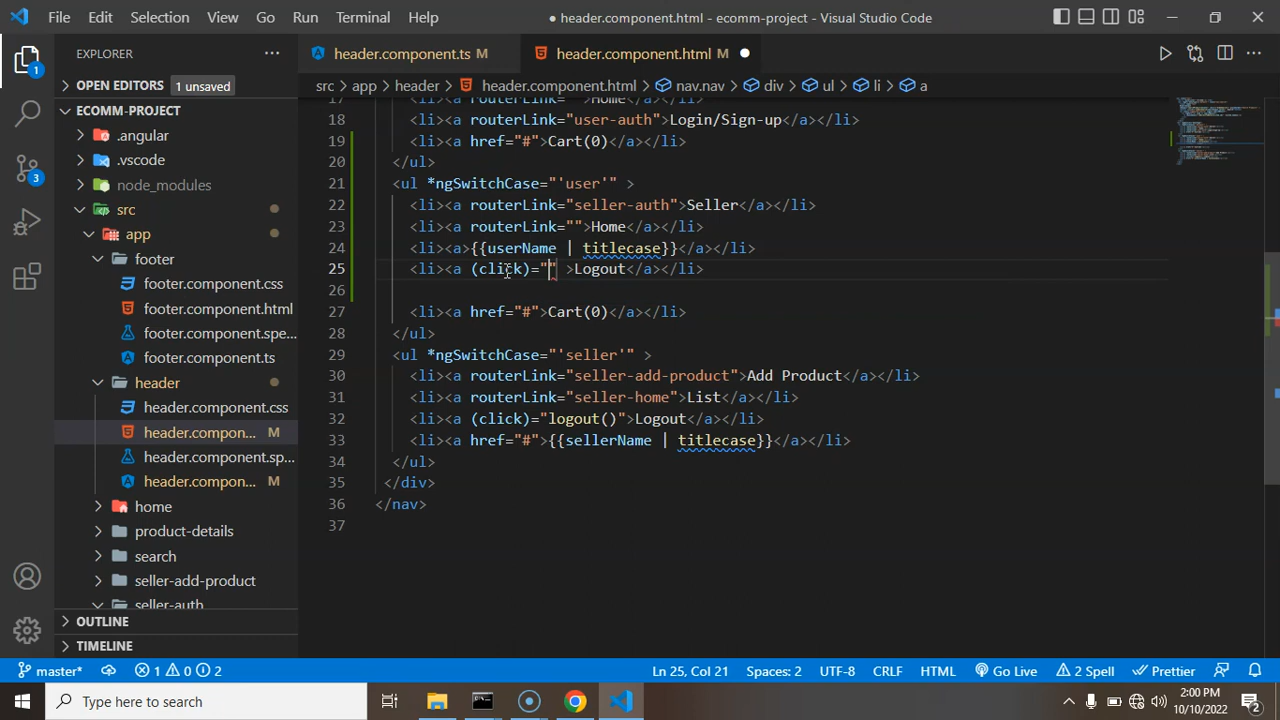 File Edit Selection View Go Run Terminal Help
● header.component.html - ecomm-project - Visual Studio Code
EXPLORER
OPEN EDITORS 1 unsaved
ECOMM-PROJECT
.angular
.vscode
node_modules
src
app
footer
footer.component.css
footer.component.html
footer.component.spe...
footer.component.ts
header
header.component.css
header.compon... M
header.component.sp...
header.compon... M
home
product-details
search
seller-add-product
seller-auth
OUTLINE
TIMELINE
header.component.ts M
header.component.html M ●
src > app > header > header.component.html > nav.nav > div > ul > li > a
17 <li><a routerLink="">Home</a></li>
18 <li><a routerLink="user-auth">Login/Sign-up</a></li>
19 <li><a href="#">Cart(0)</a></li>
20 </ul>
21 <ul *ngSwitchCase="'user'" >
22 <li><a routerLink="seller-auth">Seller</a></li>
23 <li><a routerLink="">Home</a></li>
24 <li><a>{{userName | titlecase}}</a></li>
25 <li><a (click)="" >Logout</a></li>
26
27 <li><a href="#">Cart(0)</a></li>
28 </ul>
29 <ul *ngSwitchCase="'seller'" >
30 <li><a routerLink="seller-add-product">Add Product</a></li>
31 <li><a routerLink="seller-home">List</a></li>
32 <li><a (click)="logout()">Logout</a></li>
33 <li><a href="#">{{sellerName | titlecase}}</a></li>
34 </ul>
35 </div>
36 </nav>
37
1
3
master* 1 0 2
Ln 25, Col 21 Spaces: 2 UTF-8 CRLF HTML Go Live 2 Spell Prettier
Type here to search
2:00 PM
10/10/2022
2